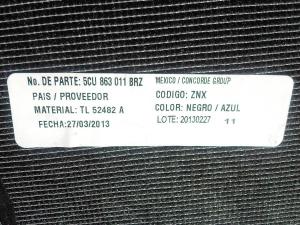 No. DE PARTE: 5CU 863 011 BRZ
MEXICO / CONCORDE GROUP
PAIS / PROVEEDOR
CODIGO: ZNX
MATERIAL: TL 52482 A
COLOR: NEGRO / AZUL
FECHA:27/03/2013
LOTE: 20130227 11